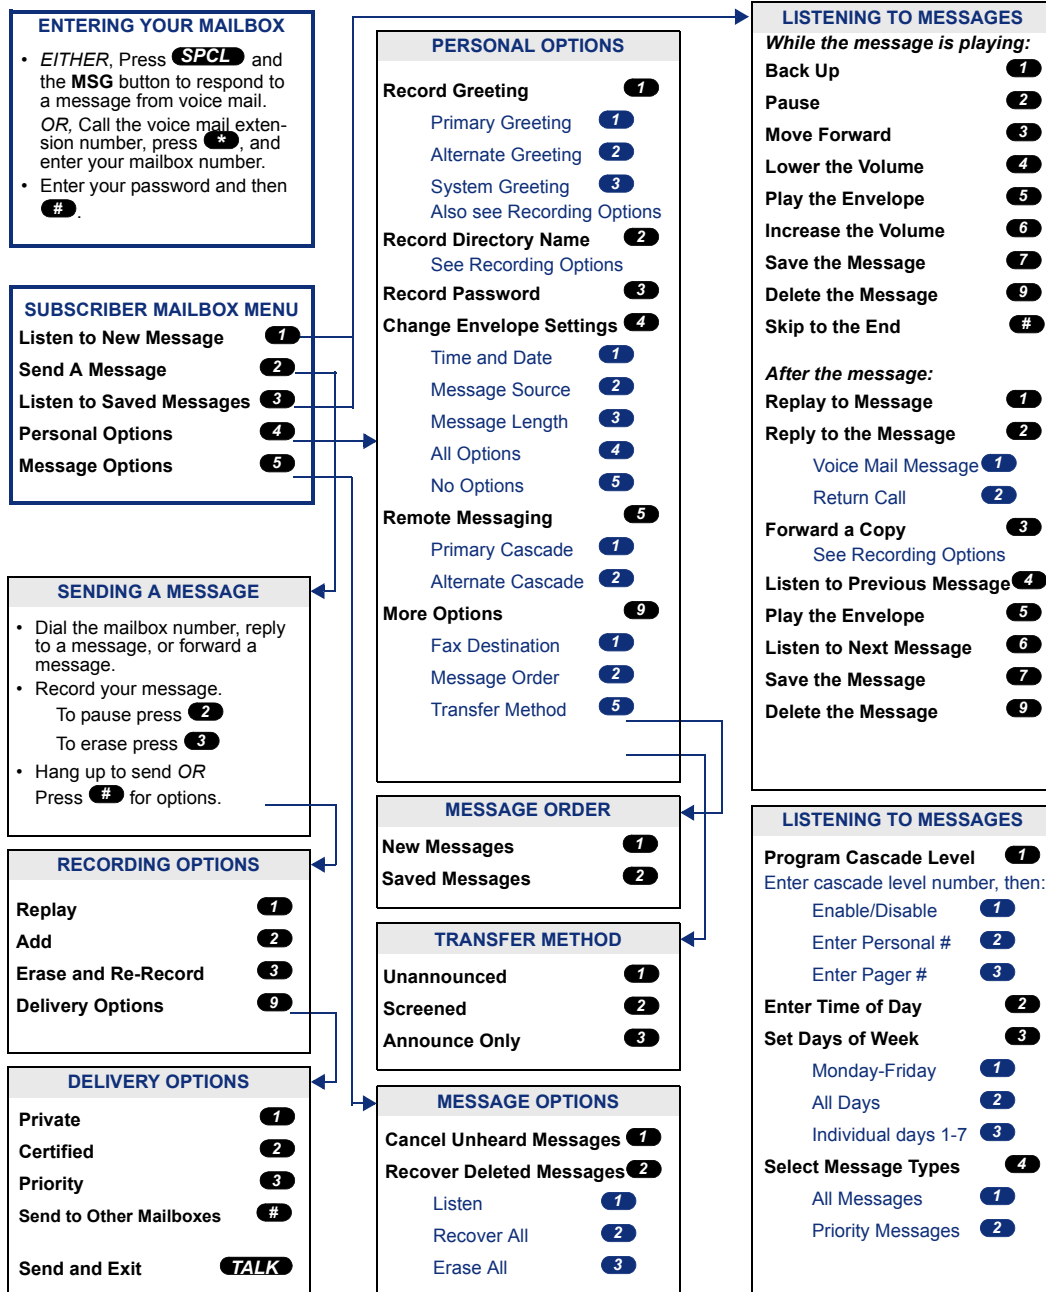 ENTERING YOUR MAILBOX
• EITHER, Press SPCL and
the MSG button to respond to
a message from voice mail.
OR, Call the voice mail exten-
sion number, press *, and
enter your mailbox number.
• Enter your password and then
#.
SUBSCRIBER MAILBOX MENU
Listen to New Message 1
Send A Message 2
Listen to Saved Messages 3
Personal Options 4
Message Options 5
SENDING A MESSAGE
• Dial the mailbox number, reply
to a message, or forward a
message.
• Record your message.
To pause press 2
To erase press 3
• Hang up to send OR
Press # for options.
RECORDING OPTIONS
Replay 1
Add 2
Erase and Re-Record 3
Delivery Options 9
DELIVERY OPTIONS
Private 1
Certified 2
Priority 3
Send to Other Mailboxes #
Send and Exit TALK
PERSONAL OPTIONS
Record Greeting 1
Primary Greeting 1
Alternate Greeting 2
System Greeting 3
Also see Recording Options
Record Directory Name 2
See Recording Options
Record Password 3
Change Envelope Settings 4
Time and Date 1
Message Source 2
Message Length 3
All Options 4
No Options 5
Remote Messaging 5
Primary Cascade 1
Alternate Cascade 2
More Options 9
Fax Destination 1
Message Order 2
Transfer Method 5
MESSAGE ORDER
New Messages 1
Saved Messages 2
TRANSFER METHOD
Unannounced 1
Screened 2
Announce Only 3
MESSAGE OPTIONS
Cancel Unheard Messages 1
Recover Deleted Messages 2
Listen 1
Recover All 2
Erase All 3
LISTENING TO MESSAGES
While the message is playing:
Back Up 1
Pause 2
Move Forward 3
Lower the Volume 4
Play the Envelope 5
Increase the Volume 6
Save the Message 7
Delete the Message 9
Skip to the End #
After the message:
Replay to Message 1
Reply to the Message 2
Voice Mail Message 1
Return Call 2
Forward a Copy 3
See Recording Options
Listen to Previous Message 4
Play the Envelope 5
Listen to Next Message 6
Save the Message 7
Delete the Message 9
LISTENING TO MESSAGES
Program Cascade Level 1
Enter cascade level number, then:
Enable/Disable 1
Enter Personal # 2
Enter Pager # 3
Enter Time of Day 2
Set Days of Week 3
Monday-Friday 1
All Days 2
Individual days 1-7 3
Select Message Types 4
All Messages 1
Priority Messages 2